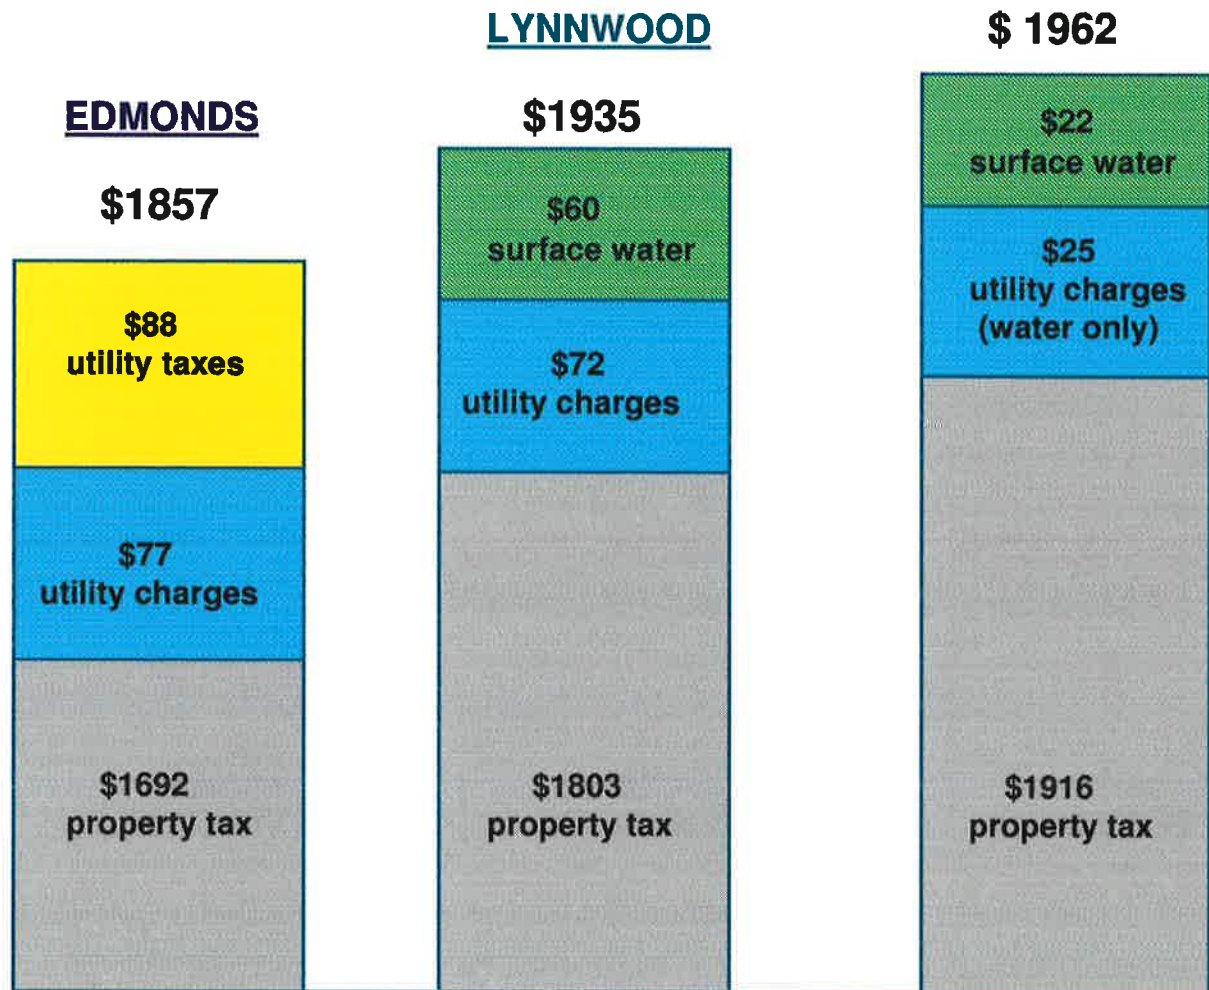 EDMONDS
$1857
$88
utility taxes
$77
utility charges
$1692
property tax
LYNNWOOD
$1935
$60
surface water
$72
utility charges
$1803
property tax
$ 1962
$22
surface water
$25
utility charges
(water only)
$1916
property tax